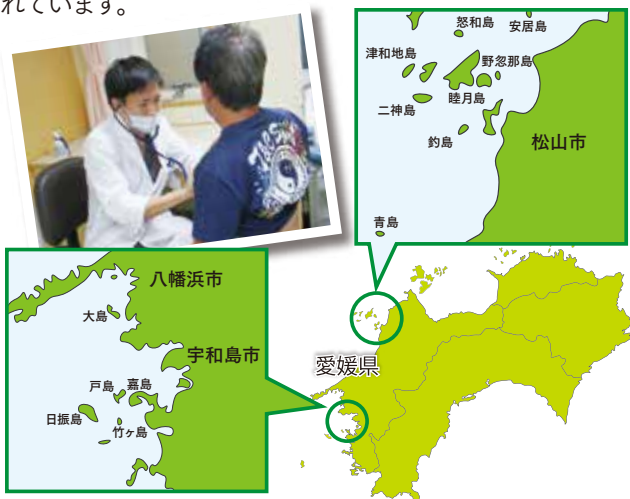 れています。
怒和島
安居島
津和地島
野忽那島
睦月島
二神島
釣島
松山市
青島
八幡浜市
大島
宇和島市
愛媛県
戸島
嘉島
日振島
竹ヶ島